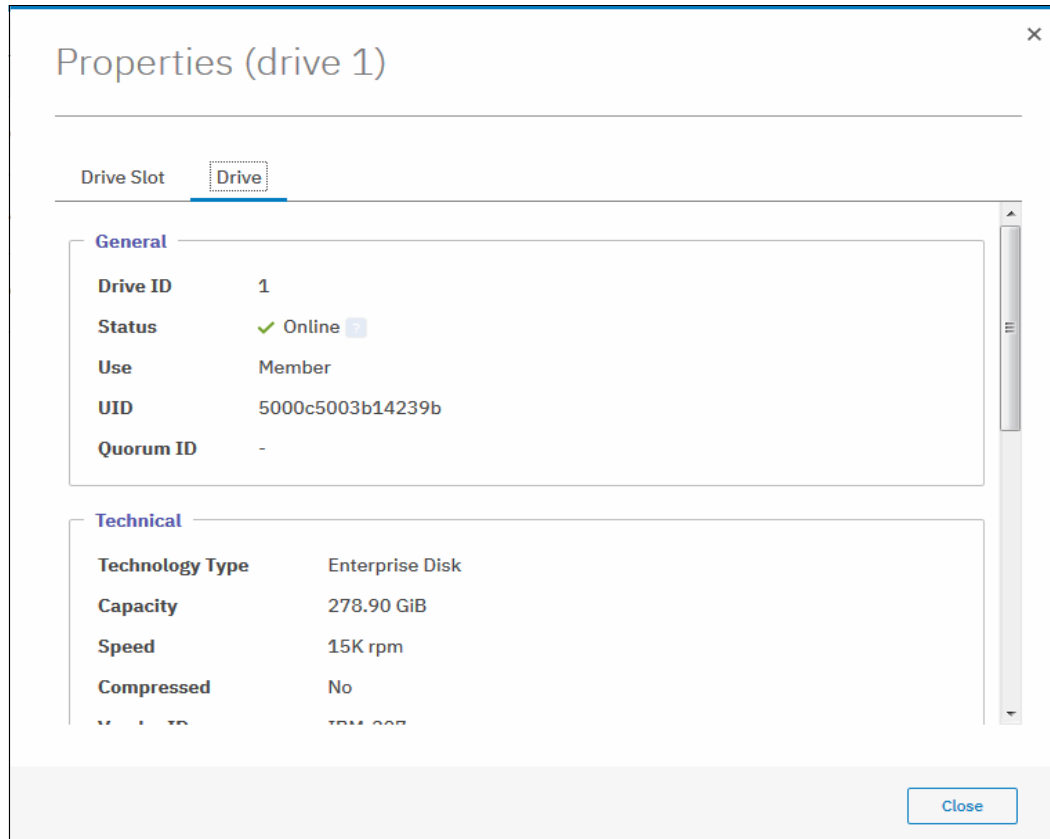 Properties (drive 1)
Drive Slot Drive
General
Drive ID 1
Status Online ?
Use Member
UID 5000c5003b14239b
Quorum ID -
Technical
Technology Type Enterprise Disk
Capacity 278.90 GiB
Speed 15K rpm
Compressed No
Close